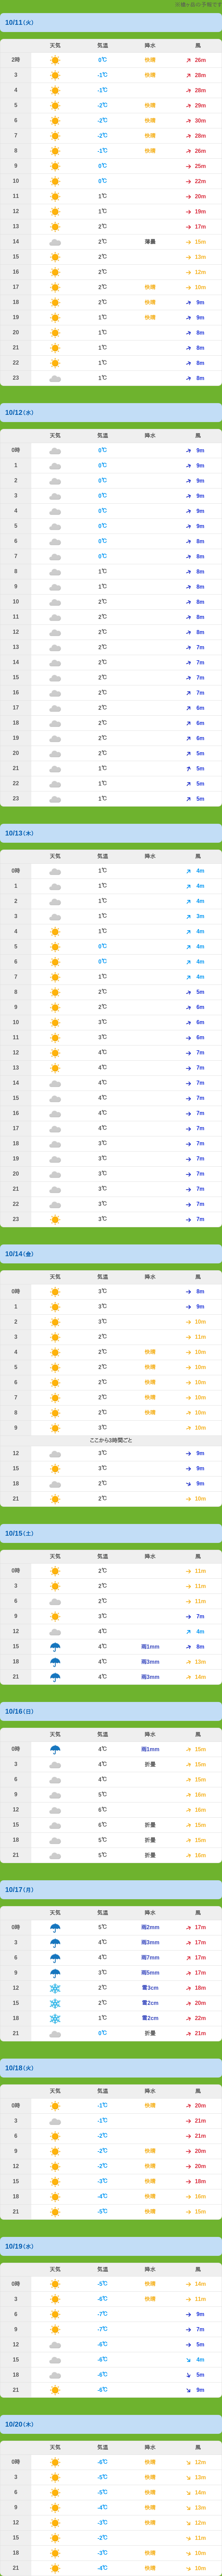 10/11(火)
天気 気温 降水 風
2時 0℃ 快晴 26m
3 -1℃ 快晴 28m
4 -1℃ 28m
5 -2℃ 快晴 29m
6 -2℃ 快晴 30m
7 -2℃ 快晴 28m
8 -1℃ 快晴 26m
9 0℃ 25m
10 0℃ 22m
11 1℃ 20m
12 1℃ 19m
13 2℃ 17m
14 2℃ 薄曇 15m
15 2℃ 13m
16 2℃ 12m
17 2℃ 快晴 10m
18 2℃ 快晴 9m
19 1℃ 快晴 9m
20 1℃ 8m
21 1℃ 8m
22 1℃ 8m
23 1℃ 8m
10/12(水)
天気 気温 降水 風
0時 0℃ 9m
1 0℃ 9m
2 0℃ 9m
3 0℃ 9m
4 0℃ 9m
5 0℃ 9m
6 0℃ 8m
7 0℃ 8m
8 1℃ 8m
9 1℃ 8m
10 2℃ 8m
11 2℃ 8m
12 2℃ 8m
13 2℃ 7m
14 2℃ 7m
15 2℃ 7m
16 2℃ 7m
17 2℃ 6m
18 2℃ 6m
19 2℃ 6m
20 2℃ 5m
21 1℃ 5m
22 1℃ 5m
23 1℃ 5m
10/13(木)
天気 気温 降水 風
0時 1℃ 4m
1 1℃ 4m
2 1℃ 4m
3 1℃ 3m
4 1℃ 4m
5 0℃ 4m
6 0℃ 4m
7 1℃ 4m
8 2℃ 5m
9 2℃ 6m
10 3℃ 6m
11 3℃ 6m
12 4℃ 7m
13 4℃ 7m
14 4℃ 7m
15 4℃ 7m
16 4℃ 7m
17 4℃ 7m
18 3℃ 7m
19 3℃ 7m
20 3℃ 7m
21 3℃ 7m
22 3℃ 7m
23 3℃ 7m
10/14(金)
天気 気温 降水 風
0時 3℃ 8m
1 3℃ 9m
2 3℃ 10m
3 2℃ 11m
4 2℃ 快晴 10m
5 2℃ 快晴 10m
6 2℃ 快晴 10m
7 2℃ 快晴 10m
8 2℃ 快晴 10m
9 3℃ 10m
ここから3時間ごと
12 3℃ 9m
15 3℃ 9m
18 2℃ 9m
21 2℃ 10m
10/15(土)
天気 気温 降水 風
0時 2℃ 11m
3 2℃ 11m
6 2℃ 11m
9 3℃ 7m
12 4℃ 4m
15 4℃ 雨1mm 8m
18 4℃ 雨3mm 13m
21 4℃ 雨3mm 14m
10/16(日)
天気 気温 降水 風
0時 4℃ 雨1mm 15m
3 4℃ 折曇 15m
6 4℃ 15m
9 5℃ 16m
12 6℃ 16m
15 6℃ 折曇 15m
18 5℃ 折曇 15m
21 5℃ 折曇 16m
10/17(月)
天気 気温 降水 風
0時 5℃ 雨2mm 17m
3 4℃ 雨3mm 17m
6 4℃ 雨7mm 17m
9 3℃ 雨5mm 17m
12 2℃ 雪3cm 18m
15 2℃ 雪2cm 20m
18 1℃ 雪2cm 22m
21 0℃ 折曇 21m
10/18(火)
天気 気温 降水 風
0時 -1℃ 快晴 20m
3 -1℃ 21m
6 -2℃ 21m
9 -2℃ 快晴 20m
12 -2℃ 快晴 20m
15 -3℃ 快晴 18m
18 -4℃ 快晴 16m
21 -5℃ 快晴 15m
10/19(水)
天気 気温 降水 風
0時 -5℃ 快晴 14m
3 -6℃ 快晴 11m
6 -7℃ 9m
9 -7℃ 7m
12 -6℃ 5m
15 -6℃ 4m
18 -6℃ 5m
21 -6℃ 9m
10/20(木)
天気 気温 降水 風
0時 -6℃ 快晴 12m
3 -5℃ 快晴 13m
6 -5℃ 快晴 14m
9 -4℃ 快晴 13m
12 -3℃ 快晴 12m
15 -2℃ 11m
18 -3℃ 快晴 10m
21 -4℃ 快晴 10m